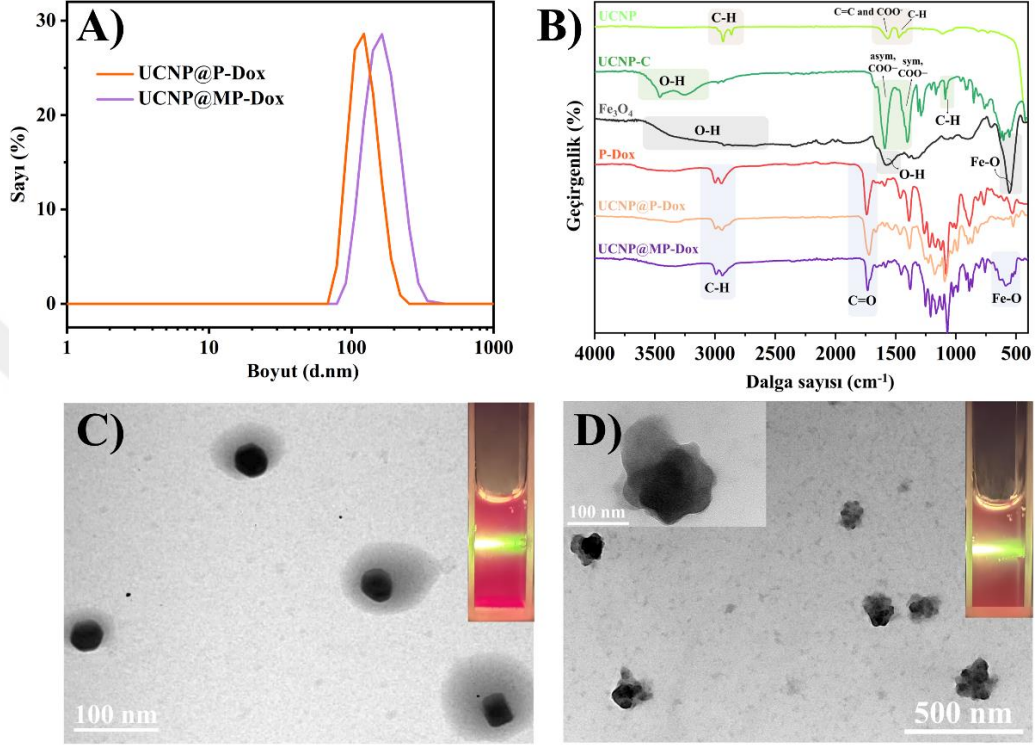 A)
UCNP@P-Dox
UCNP@MP-Dox
Sayı (%)
30
20
10
0
1
10
100
1000
Boyut (d.nm)
B)
UCNP
C-H
C=C and COO⁻
C-H
UCNP-C
O-H
asym,
COO⁻
sym,
COO⁻
C-H
Fe₃O₄
O-H
O-H
Fe-O
P-Dox
UCNP@P-Dox
UCNP@MP-Dox
C-H
C=O
Fe-O
Geçirgenlik (%)
4000
3500
3000
2500
2000
1500
1000
500
Dalga sayısı (cm⁻¹)
C)
100 nm
D)
100 nm
500 nm